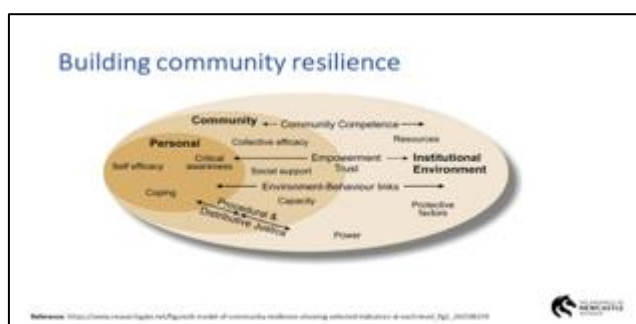 Building community resilience
Community
Community Competence
Personal
Collective efficacy
Resources
Self efficacy
Critical
awareness
Empowerment
Trust
Institutional
Environment
Social support
Environment-Behaviour links
Coping
Capacity
Protective
factors
Procedural &
Distributive Justice
Power
Reference:
NEWCASTLE